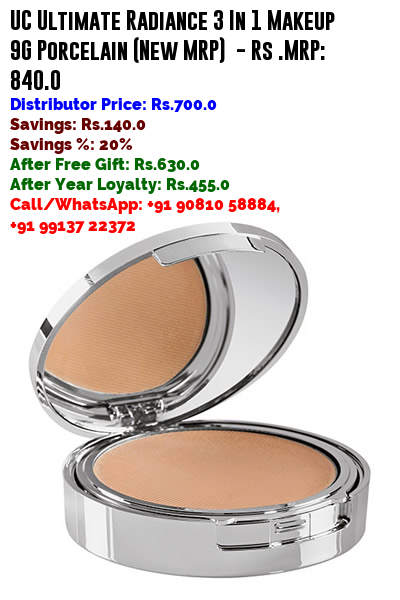 UC Ultimate Radiance 3 In 1 Makeup
9G Porcelain (New MRP) - Rs .MRP:
840.0
Distributor Price: Rs.700.0
Savings: Rs.140.0
Savings %: 20%
After Free Gift: Rs.630.0
After Year Loyalty: Rs.455.0
Call/WhatsApp: +91 90810 58884,
+91 99137 22372